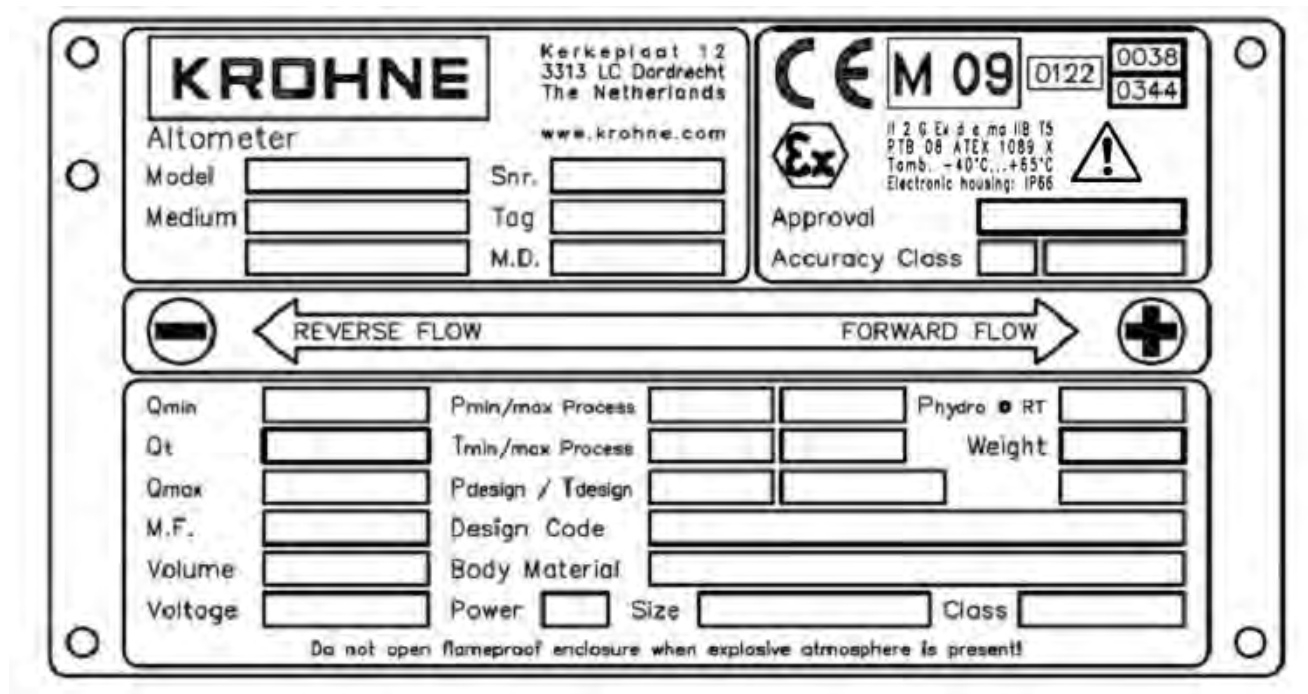 KROHNE
Kerkeplaat 12
3313 LC Dordrecht
The Netherlands
Altometer
www.krohne.com
Model
Snr.
Medium
Tag
M.D.
CE M 09 0122 0038
0344
Ex
II 2 G Ex d e ma IIB T5
PTB 08 ATEX 1089 X
Tamb. -40°C...+65°C
Electronic housing: IP66
Approval
Accuracy Class
REVERSE FLOW FORWARD FLOW
Qmin Pmin/max Process Phydro @ RT
Qt Tmin/max Process Weight
Qmax Pdesign / Tdesign
M.F. Design Code
Volume Body Material
Voltage Power Size Class
Do not open flameproof enclosure when explosive atmosphere is present!